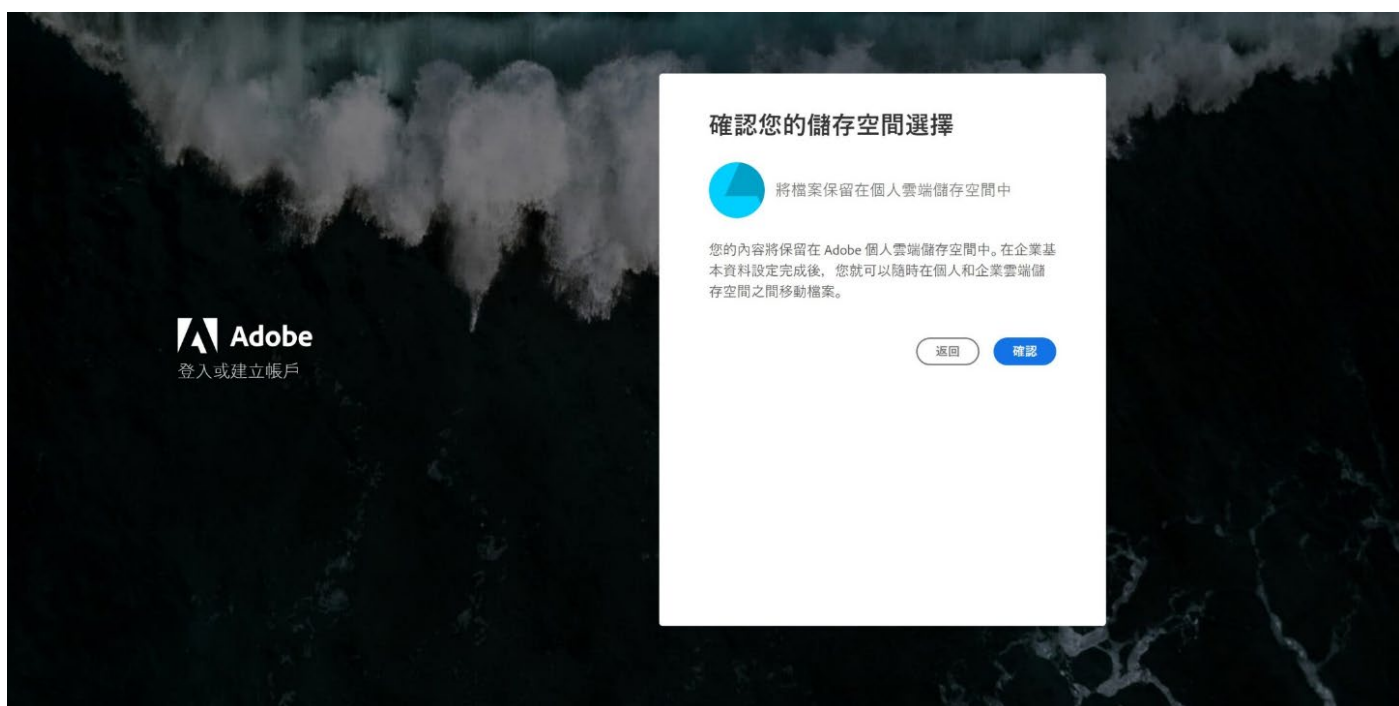 Adobe
登入或建立帳戶
確認您的儲存空間選擇
將檔案保留在個人雲端儲存空間中
您的內容將保留在 Adobe 個人雲端儲存空間中。在企業基
本資料設定完成後，您就可以隨時在個人和企業雲端儲
存空間之間移動檔案。
返回
確認